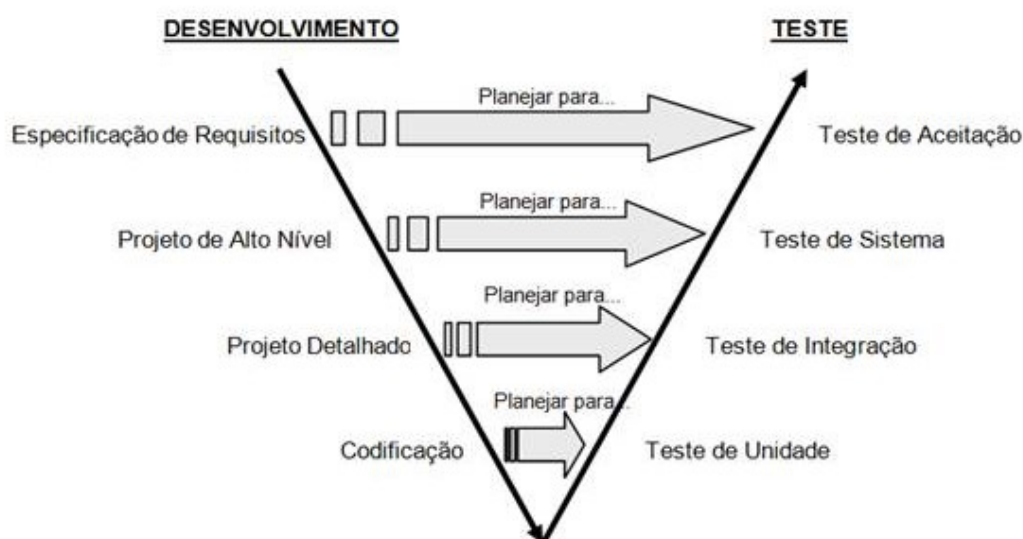 DESENVOLVIMENTO TESTE
Planejar para...
Especificação de Requisitos Teste de Aceitação
Planejar para...
Projeto de Alto Nível Teste de Sistema
Planejar para...
Projeto Detalhado Teste de Integração
Planejar para...
Codificação Teste de Unidade